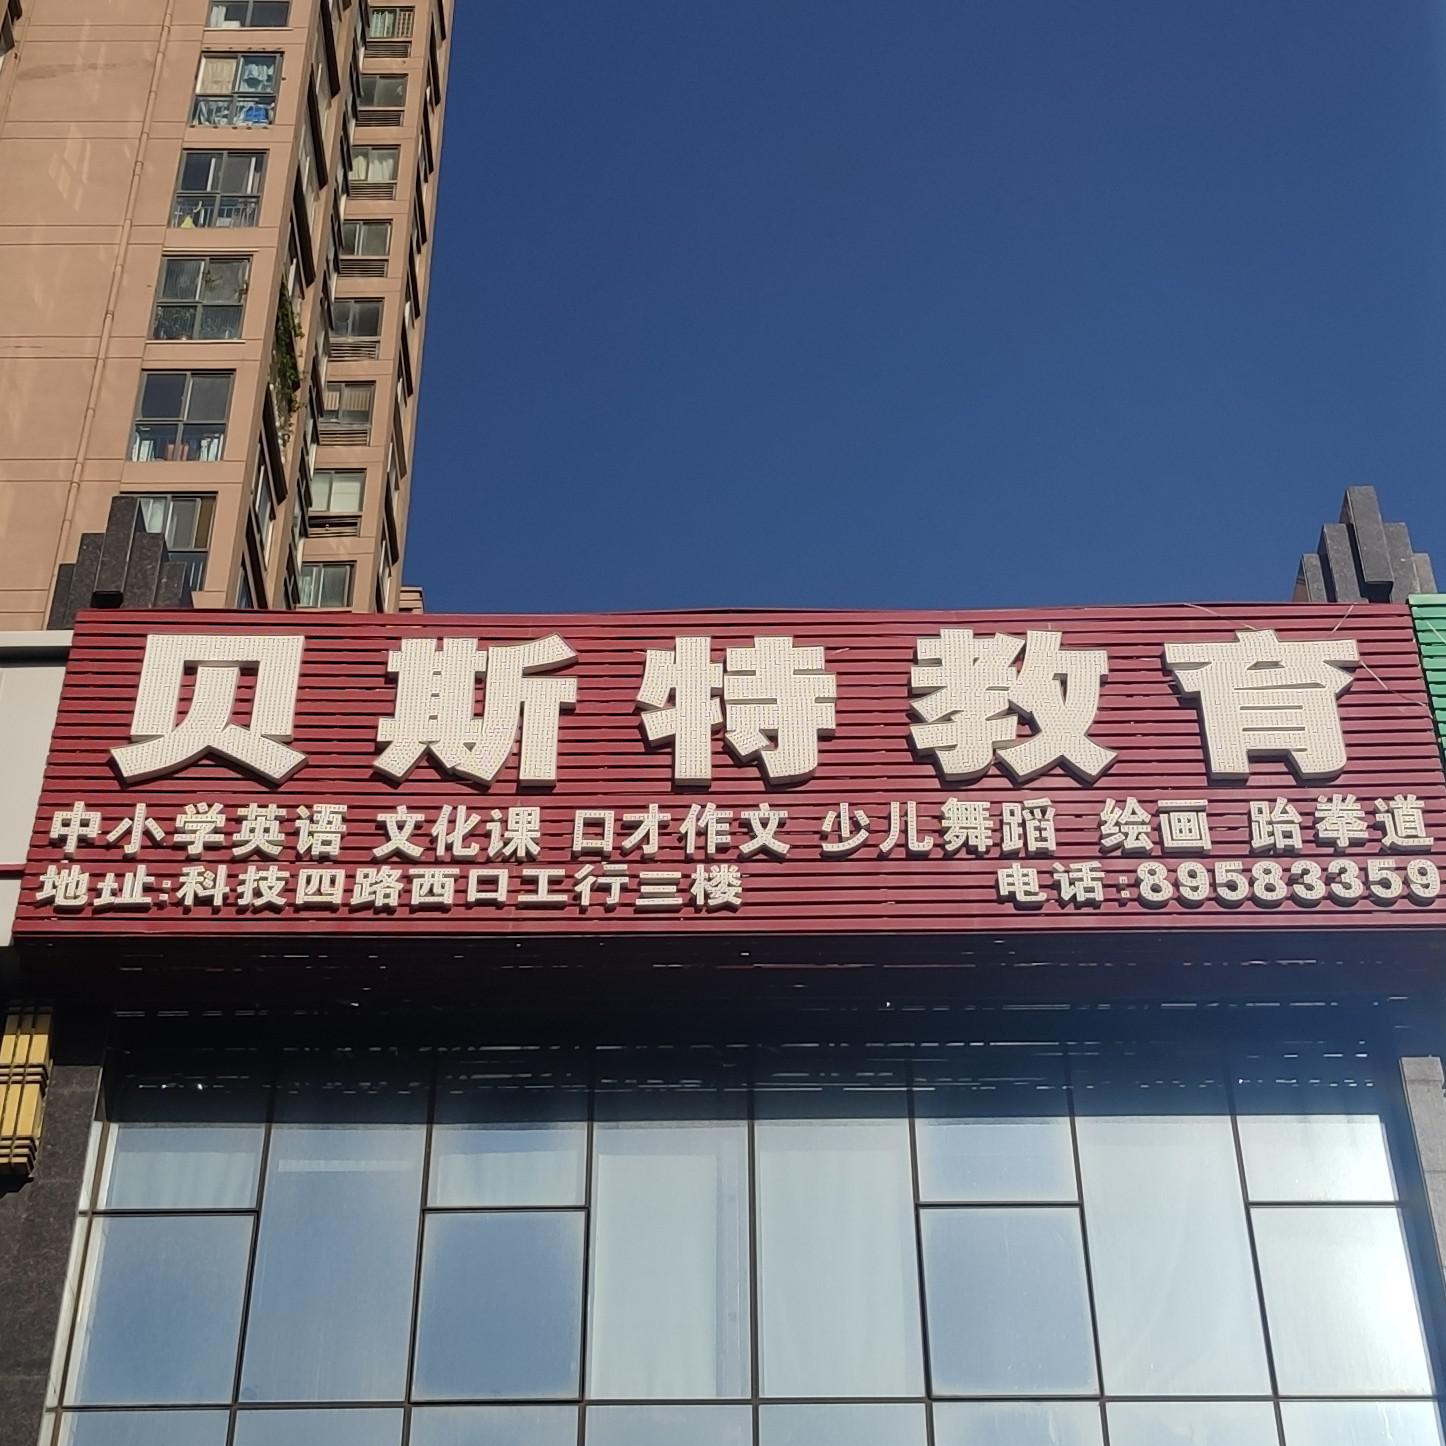 贝斯特教育
中小学英语 文化课 口才作文 少儿舞蹈 绘画 跆拳道
地址:科技四路西口工行三楼 电话:89583359